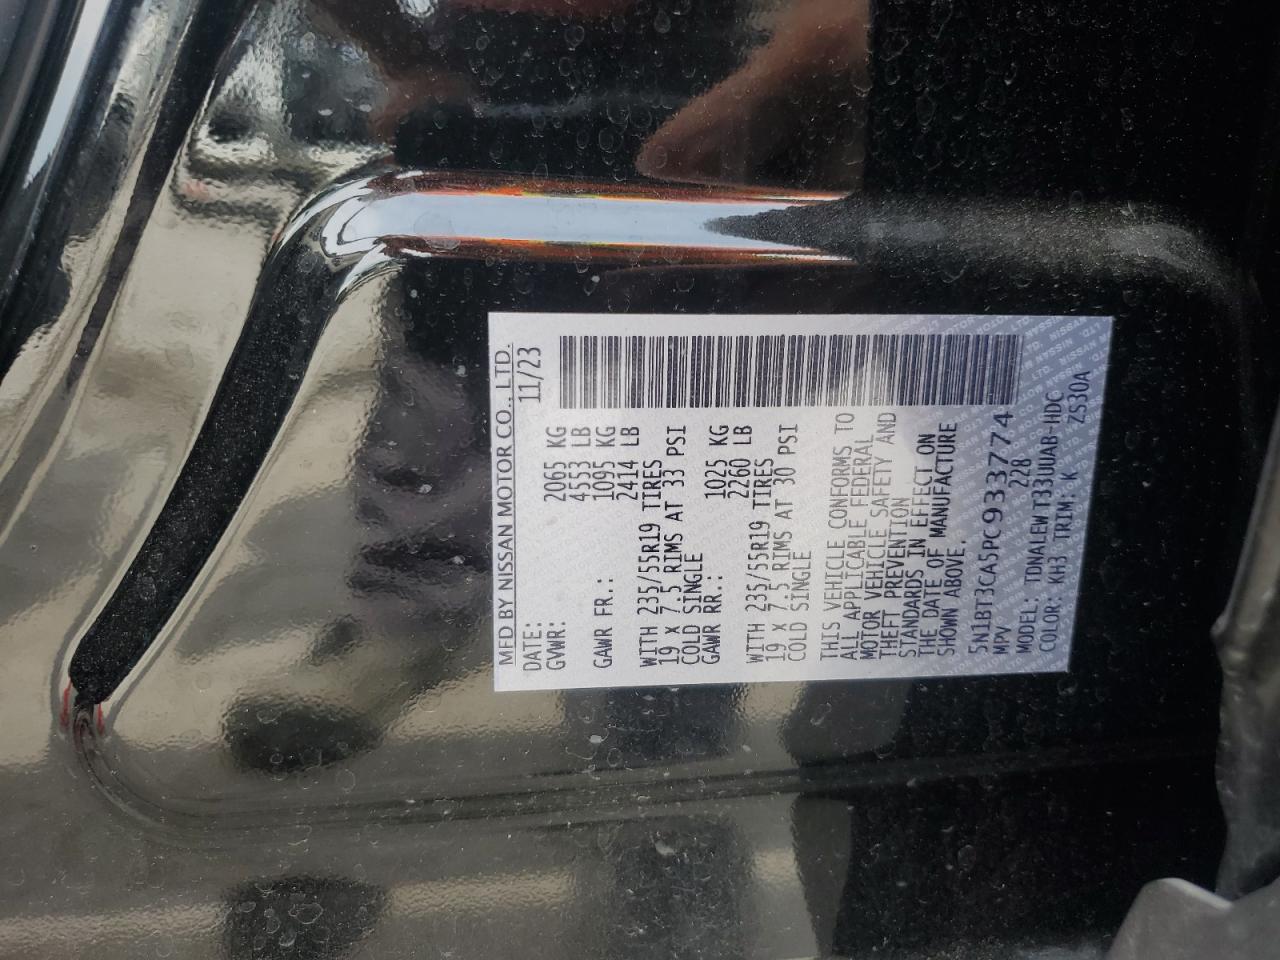 MFD BY NISSAN MOTOR CO., LTD.
DATE: 11/23
GVWR: 2065 KG
4553 LB
GAWR FR.: 1095 KG
2414 LB
WITH 235/55R19 TIRES
19 x 7.5 RIMS AT 33 PSI
COLD SINGLE
GAWR RR.: 1025 KG
2260 LB
WITH 235/55R19 TIRES
19 x 7.5 RIMS AT 30 PSI
COLD SINGLE
THIS VEHICLE CONFORMS TO
ALL APPLICABLE FEDERAL
MOTOR VEHICLE SAFETY AND
THEFT PREVENTION
STANDARDS IN EFFECT ON
THE DATE OF MANUFACTURE
SHOWN ABOVE.
5N1BT3CA5PC933774
MPV 228
MODEL: TDNALEWT33UUAB-HDC
COLOR: KH3 TRIM: K ZS30A